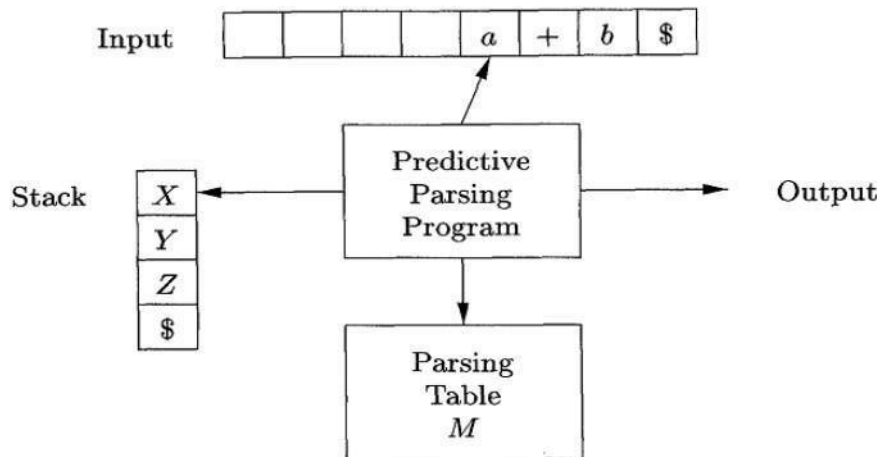 Input a + b $
Predictive
Parsing
Program
Stack X
Y
Z
$
Output
Parsing
Table
M